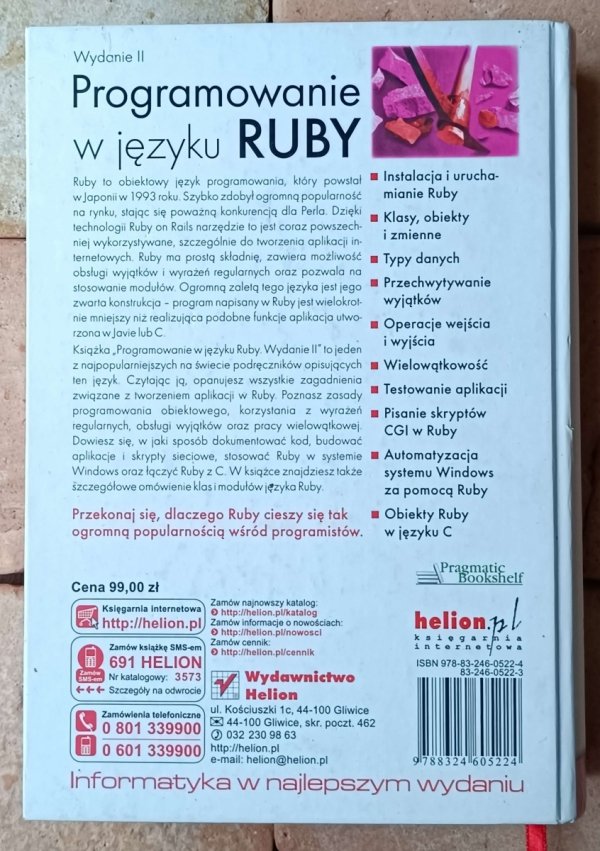 Wydanie II
Programowanie
w języku RUBY
Ruby to obiektowy język programowania, który powstał
w Japonii w 1993 roku. Szybko zdobył ogromną popularność
na rynku, stając się poważną konkurencją dla Perla. Dzięki
technologii Ruby on Rails narzędzie to jest coraz powszech-
niej wykorzystywane, szczególnie do tworzenia aplikacji in-
ternetowych. Ruby ma prostą składnię, zawiera możliwość
obsługi wyjątków i wyrażeń regularnych oraz pozwala na
stosowanie modułów. Ogromną zaletą tego języka jest jego
zwarta konstrukcja – program napisany w Ruby jest wielokrot-
nie mniejszy niż realizująca podobne funkcje aplikacja utwo-
rzona w Javie lub C.
Książka „Programowanie w języku Ruby. Wydanie II" to jeden
z najpopularniejszych na świecie podręczników opisujących
ten język. Czytając ją, opanujesz wszystkie zagadnienia
związane z tworzeniem aplikacji w Ruby. Poznasz zasady
programowania obiektowego, korzystania z wyrażeń
regularnych, obsługi wyjątków oraz pracy wielowątkowej.
Dowiesz się, w jaki sposób dokumentować kod, budować
aplikacje i skrypty sieciowe, stosować Ruby w systemie
Windows oraz łączyć Ruby z C. W książce znajdziesz także
szczegółowe omówienie klas i modułów języka Ruby.
Przekonaj się, dlaczego Ruby cieszy się tak
ogromną popularnością wśród programistów.
Instalacja i urucha-
mianie Ruby
Klasy, obiekty
i zmienne
Typy danych
Przechwytywanie
wyjątków
Operacje wejścia
i wyjścia
Wielowątkowość
Testowanie aplikacji
Pisanie skryptów
CGI w Ruby
Automatyzacja
systemu Windows
za pomocą Ruby
Obiekty Ruby
w języku C
Cena 99,00 zł
Księgarnia internetowa
http://helion.pl
Zamów książkę SMS-em
691 HELION
Zamów
SMS-em
Nr katalogowy: 3573
Szczegóły na odwrocie
Zamówienia telefoniczne
0 801 339900
0 601 339900
Zamów najnowszy katalog:
http://helion.pl/katalog
Zamów informacje o nowościach:
http://helion.pl/nowosci
Zamów cennik:
http://helion.pl/cennik
Wydawnictwo
Helion
ul. Kościuszki 1c, 44-100 Gliwice
44-100 Gliwice, skr. poczt. 462
032 230 98 63
http://helion.pl
e-mail: helion@helion.pl
Pragmatic
Bookshelf
helion.pl
księgarnia
internetowa
ISBN 978-83-246-0522-4
83-246-0522-3
9 788324 605224
Informatyka w najlepszym wydaniu